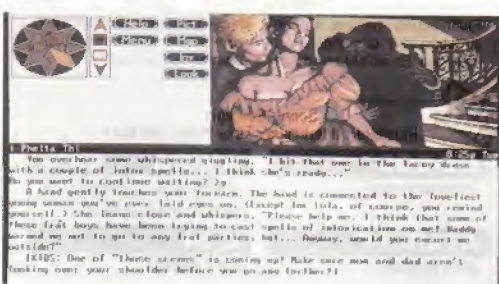 Help
Menu
Map
Inv
Look
I Phelta Thi
You overhear some whispered giggling. "I hit that one in the lacey dress
with a couple of intox spells... I think she's ready..."
Do you want to continue waiting? >y
A hand gently touches your forearm. The hand is connected to the loveliest
young woman you've ever laid eyes on. (Except for Lola, of course, you remind
yourself.) She leans close and whispers, "Please help me. I think that some of
these frat boys have been trying to cast spells of intoxication on me! Daddy
warned me not to go to any frat parties, but... Anyway, would you escort me
outside?"
[KIDS: One of "those scenes" is coming up! Make sure mom and dad aren't
looking over your shoulder before you go any further!]